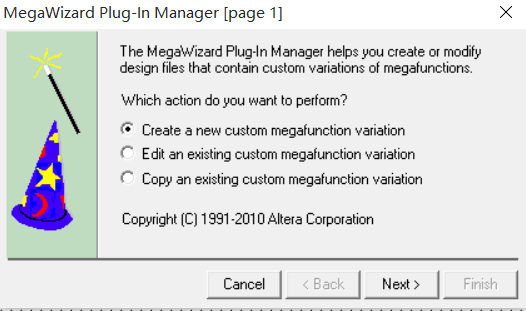 MegaWizard Plug-In Manager [page 1]
The MegaWizard Plug-In Manager helps you create or modify
design files that contain custom variations of megafunctions.
Which action do you want to perform?
Create a new custom megafunction variation
Edit an existing custom megafunction variation
Copy an existing custom megafunction variation
Copyright (C) 1991-2010 Altera Corporation
Cancel
< Back
Next >
Finish